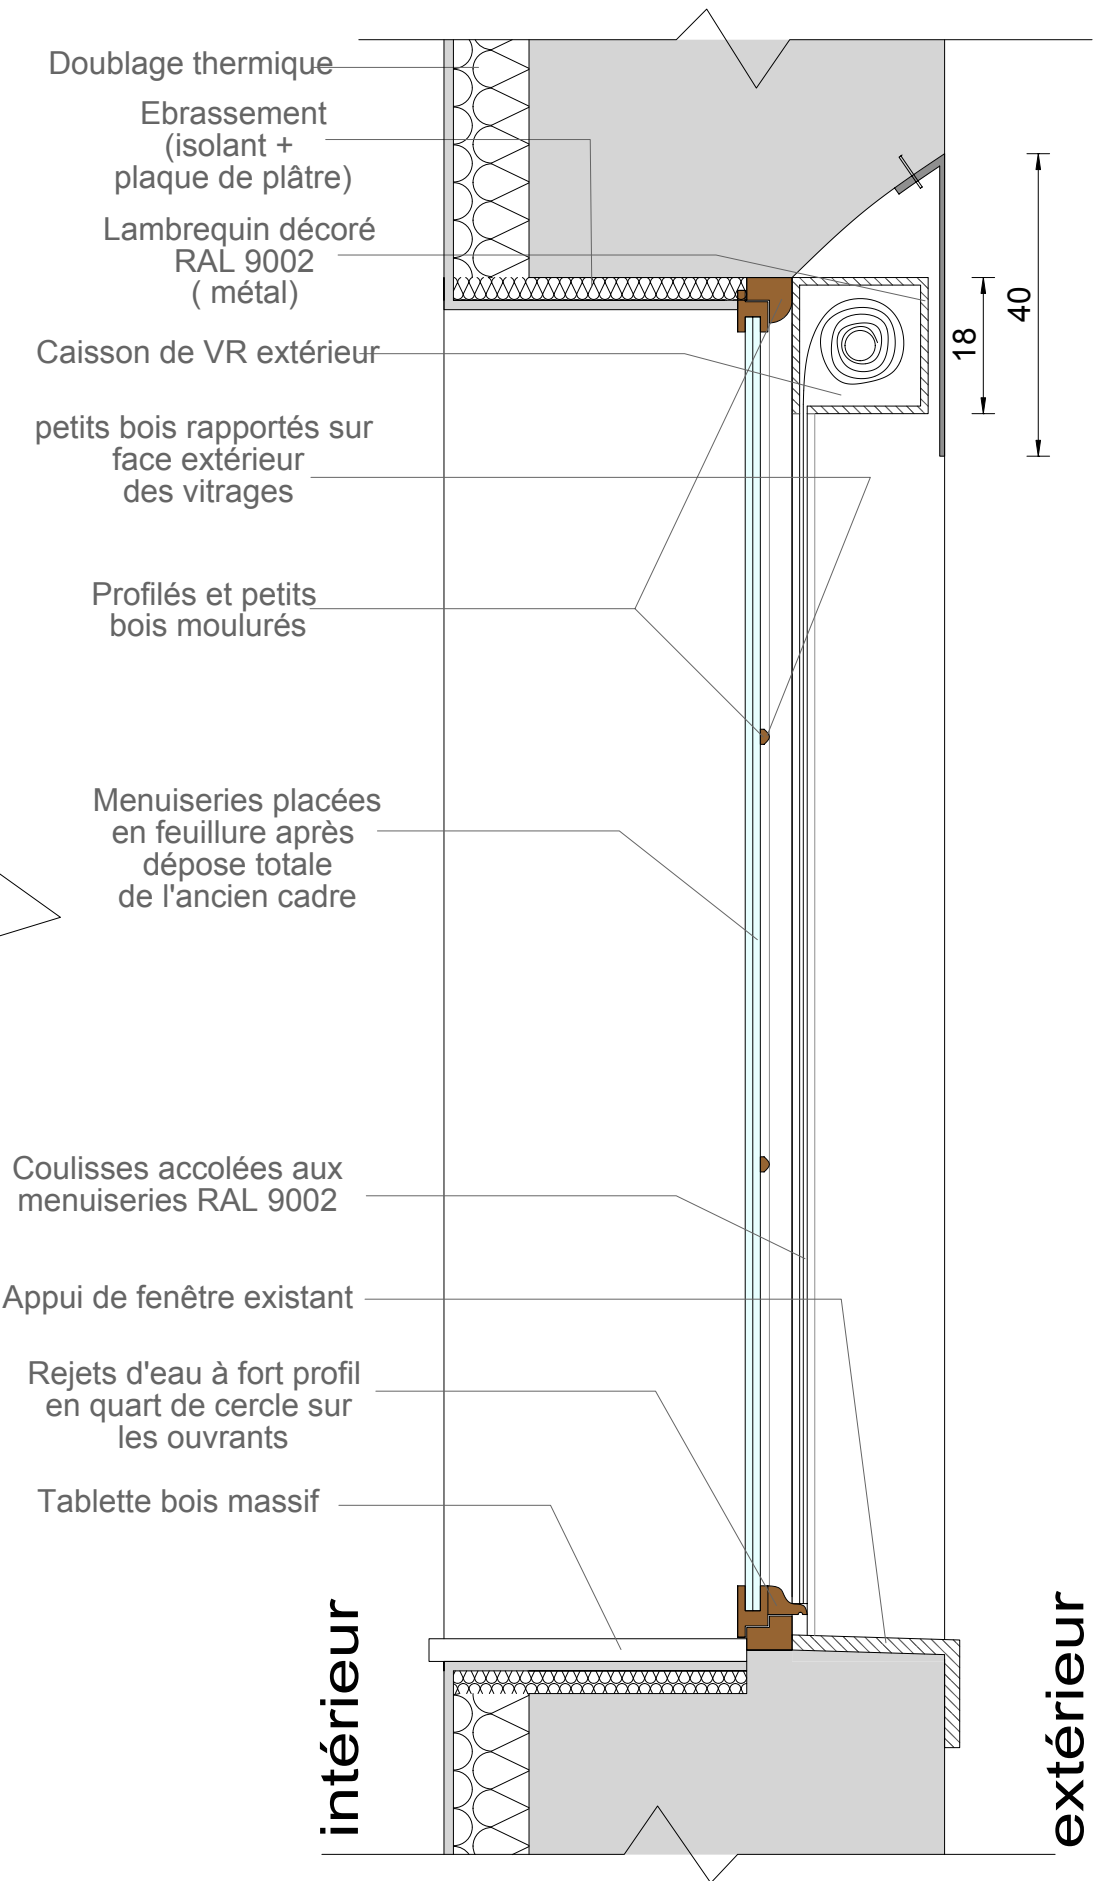 Doublage thermique
Ebrassement
(isolant +
plaque de plâtre)
Lambrequin décoré
RAL 9002
( métal)
Caisson de VR extérieur
petits bois rapportés sur
face extérieur
des vitrages
Profilés et petits
bois moulurés
Menuiseries placées
en feuillure après
dépose totale
de l'ancien cadre
Coulisses accolées aux
menuiseries RAL 9002
Appui de fenêtre existant
Rejets d'eau à fort profil
en quart de cercle sur
les ouvrants
Tablette bois massif
18
40
intérieur
extérieur